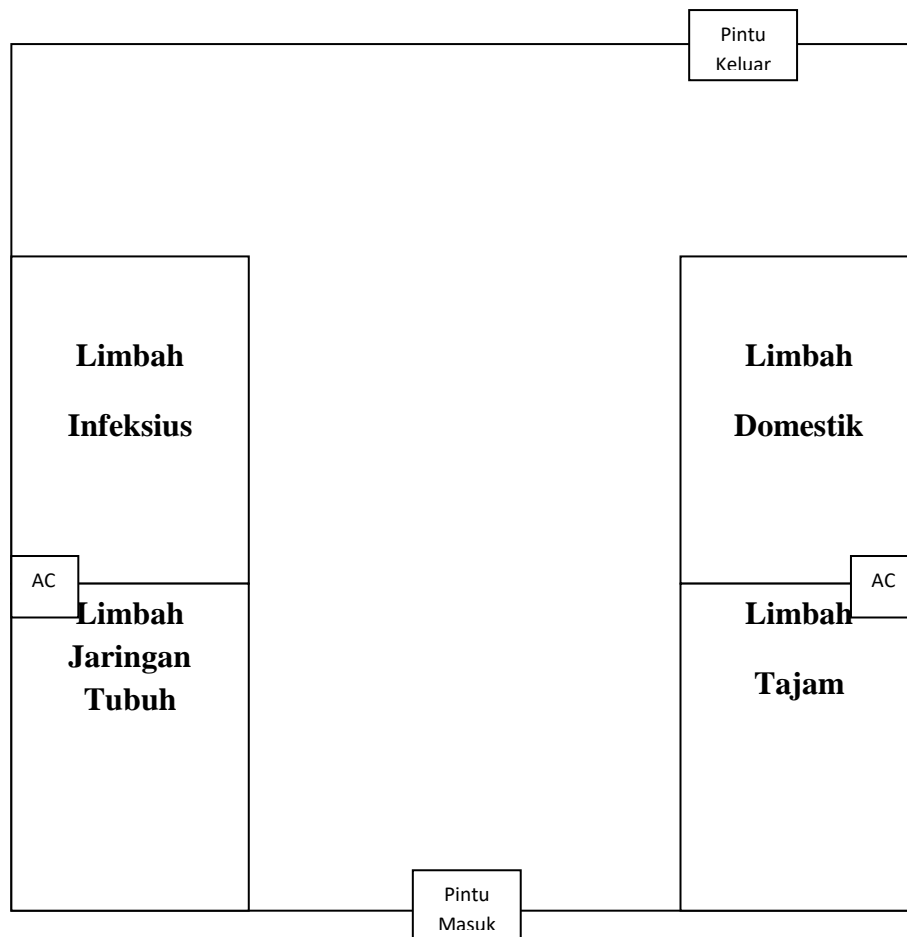 Pintu
Keluar
Limbah
Infeksius
Limbah
Domestik
AC
AC
Limbah
Jaringan
Tubuh
Limbah
Tajam
Pintu
Masuk